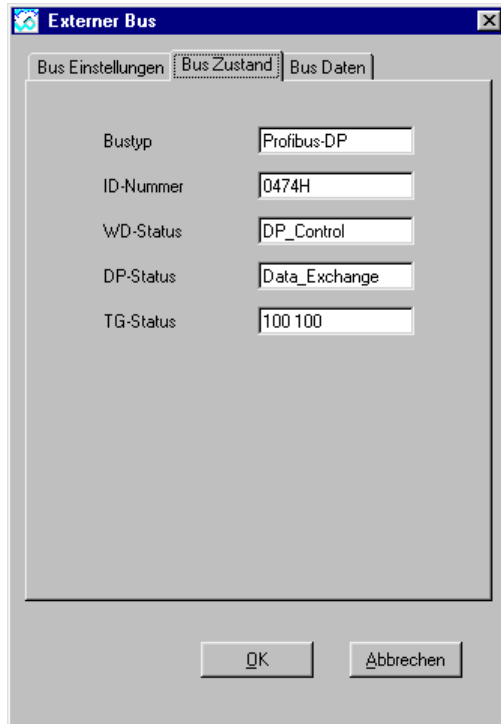 Externer Bus
Bus Einstellungen Bus Zustand Bus Daten
Bustyp Profibus-DP
ID-Nummer 0474H
WD-Status DP_Control
DP-Status Data_Exchange
TG-Status 100 100
OK Abbrechen